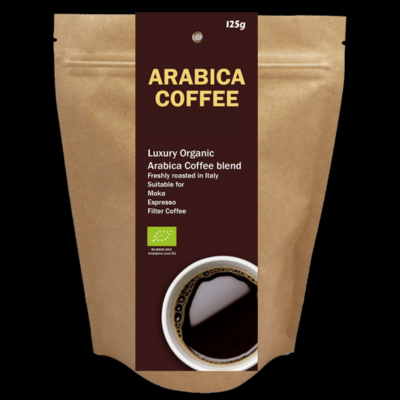 125g
ARABICA
COFFEE
Luxury Organic
Arabica Coffee blend
Freshly roasted in Italy
Suitable for
Moka
Espresso
Filter Coffee